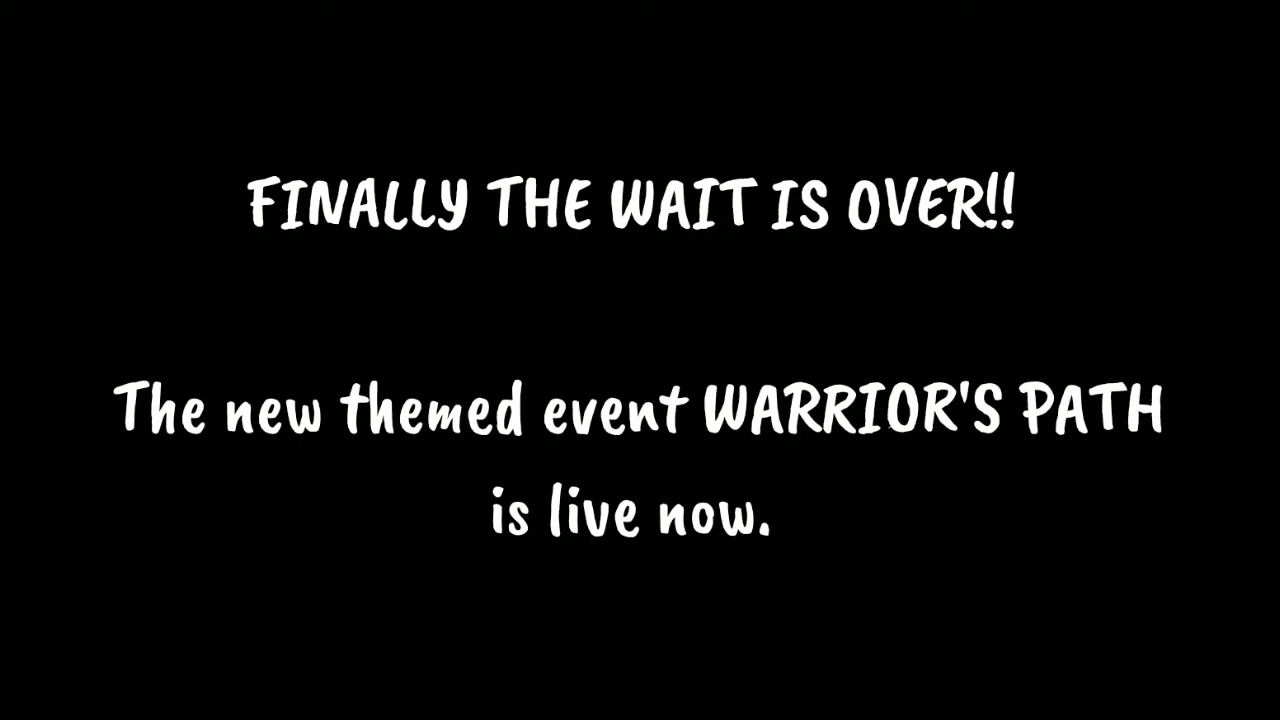 FINALLY THE WAIT IS OVER!!
The new themed event WARRIOR'S PATH
is live now.